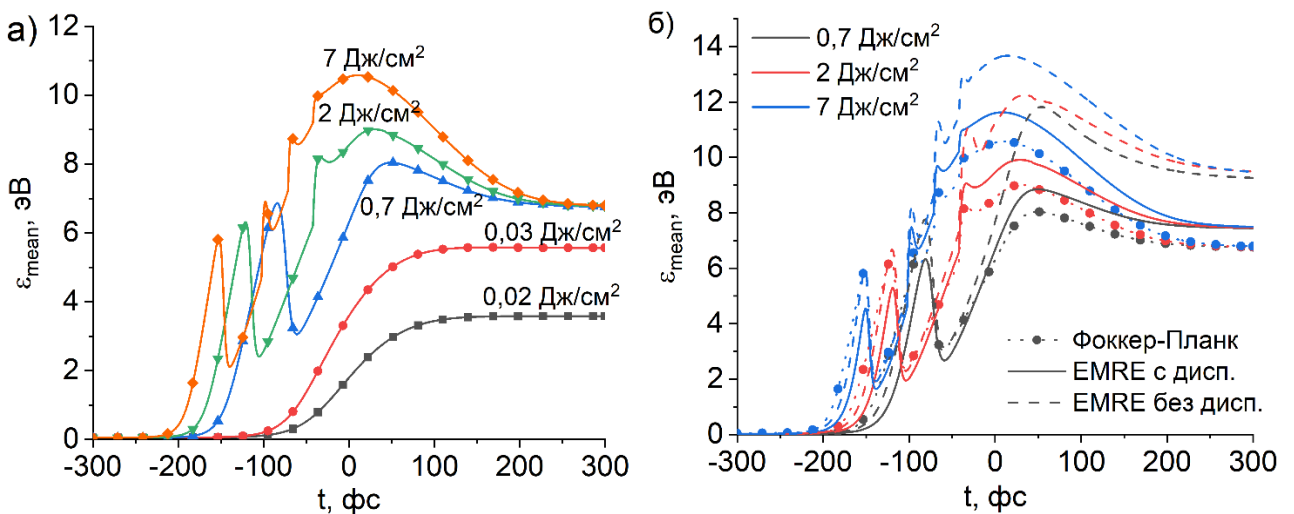 а)
12
10
8
6
4
2
0
εmean, эВ
7 Дж/см²
2 Дж/см²
0,7 Дж/см²
0,03 Дж/см²
0,02 Дж/см²
-300 -200 -100 0 100 200 300
t, фс
б)
14
12
10
8
6
4
2
0
εmean, эВ
0,7 Дж/см²
2 Дж/см²
7 Дж/см²
Фоккер-Планк
EMRE с дисп.
EMRE без дисп.
-300 -200 -100 0 100 200 300
t, фс